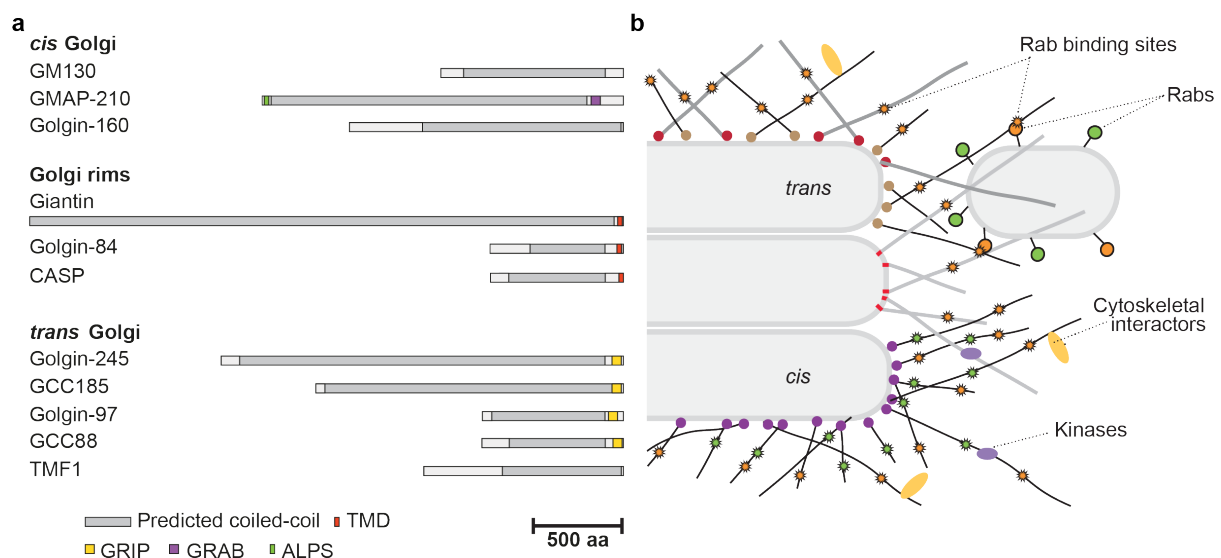 a
cis Golgi
GM130
GMAP-210
Golgin-160
Golgi rims
Giantin
Golgin-84
CASP
trans Golgi
Golgin-245
GCC185
Golgin-97
GCC88
TMF1
Predicted coiled-coil TMD
GRIP GRAB ALPS
500 aa
b
Rab binding sites
Rabs
trans
Cytoskeletal
interactors
cis
Kinases